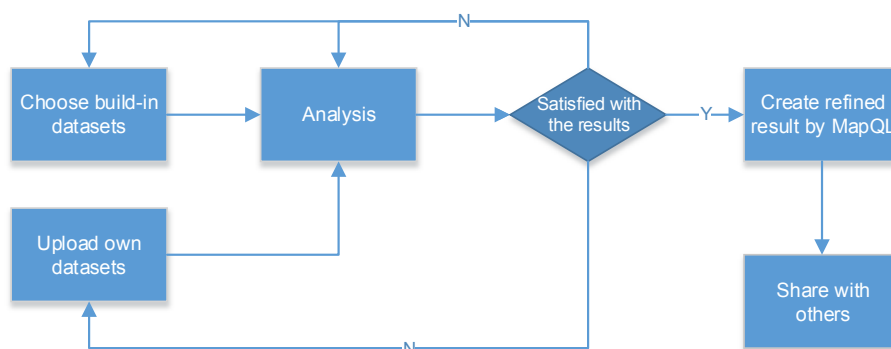 N
Choose build-in
datasets
Analysis
Satisfied with
the results
Y
Create refined
result by MapQL
Upload own
datasets
Share with
others
N